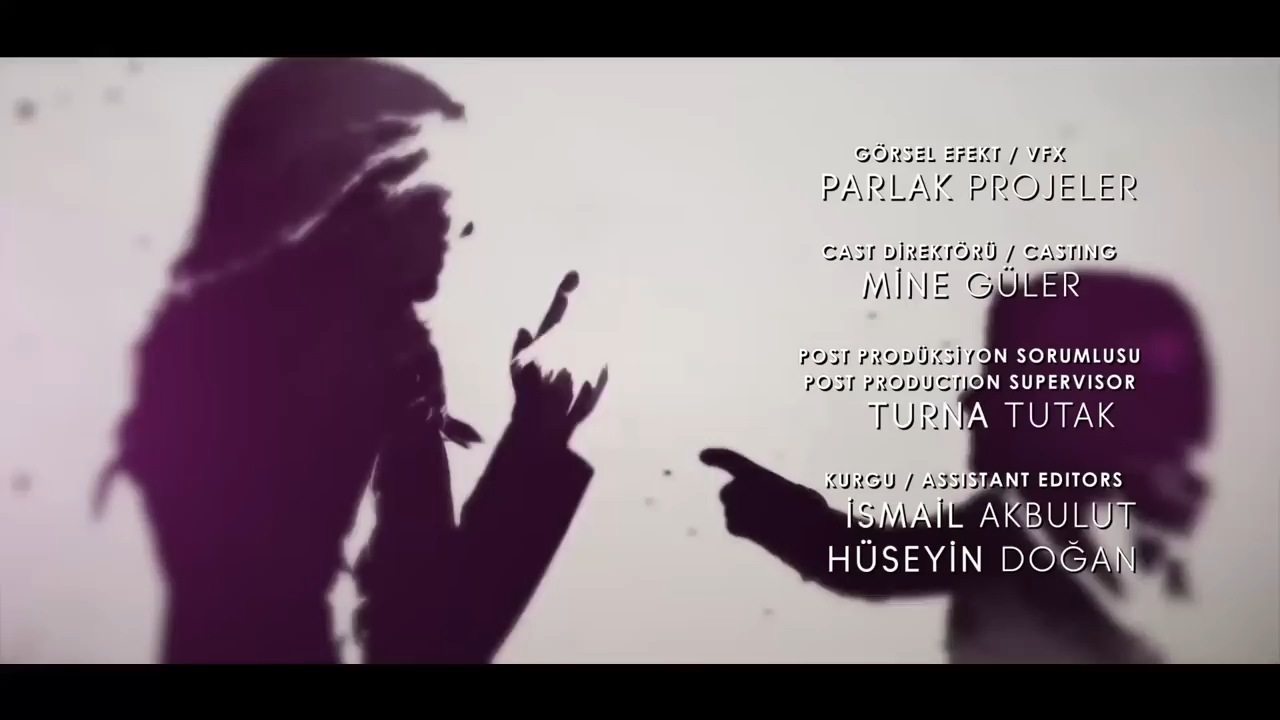 GÖRSEL EFEKT / VFX
PARLAK PROJELER
CAST DİREKTÖRÜ / CASTING
MİNE GÜLER
POST PRODÜKSİYON SORUMLUSU
POST PRODUCTION SUPERVISOR
TURNA TUTAK
KURGU / ASSISTANT EDITORS
İSMAİL AKBULUT
HÜSEYİN DOĞAN